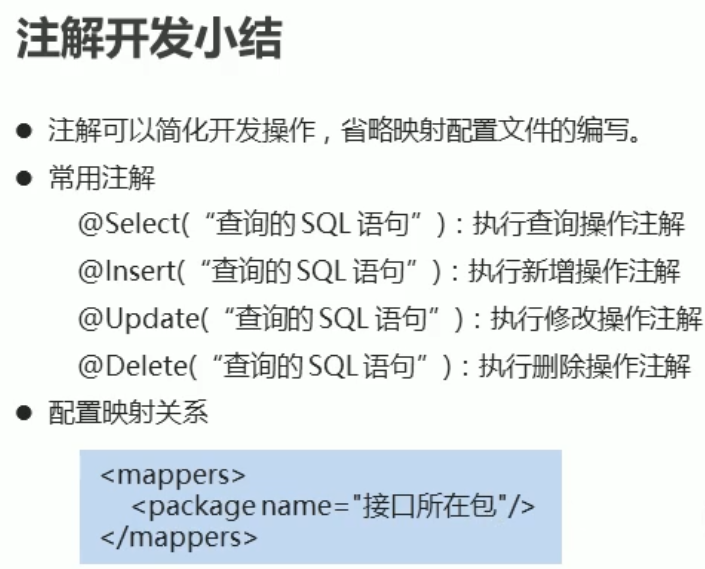 注解开发小结
● 注解可以简化开发操作，省略映射配置文件的编写。
● 常用注解
@Select(“查询的 SQL 语句”)：执行查询操作注解
@Insert(“查询的 SQL 语句”)：执行新增操作注解
@Update(“查询的 SQL 语句”)：执行修改操作注解
@Delete(“查询的 SQL 语句”)：执行删除操作注解
● 配置映射关系
<mappers>
<package name="接口所在包"/>
</mappers>